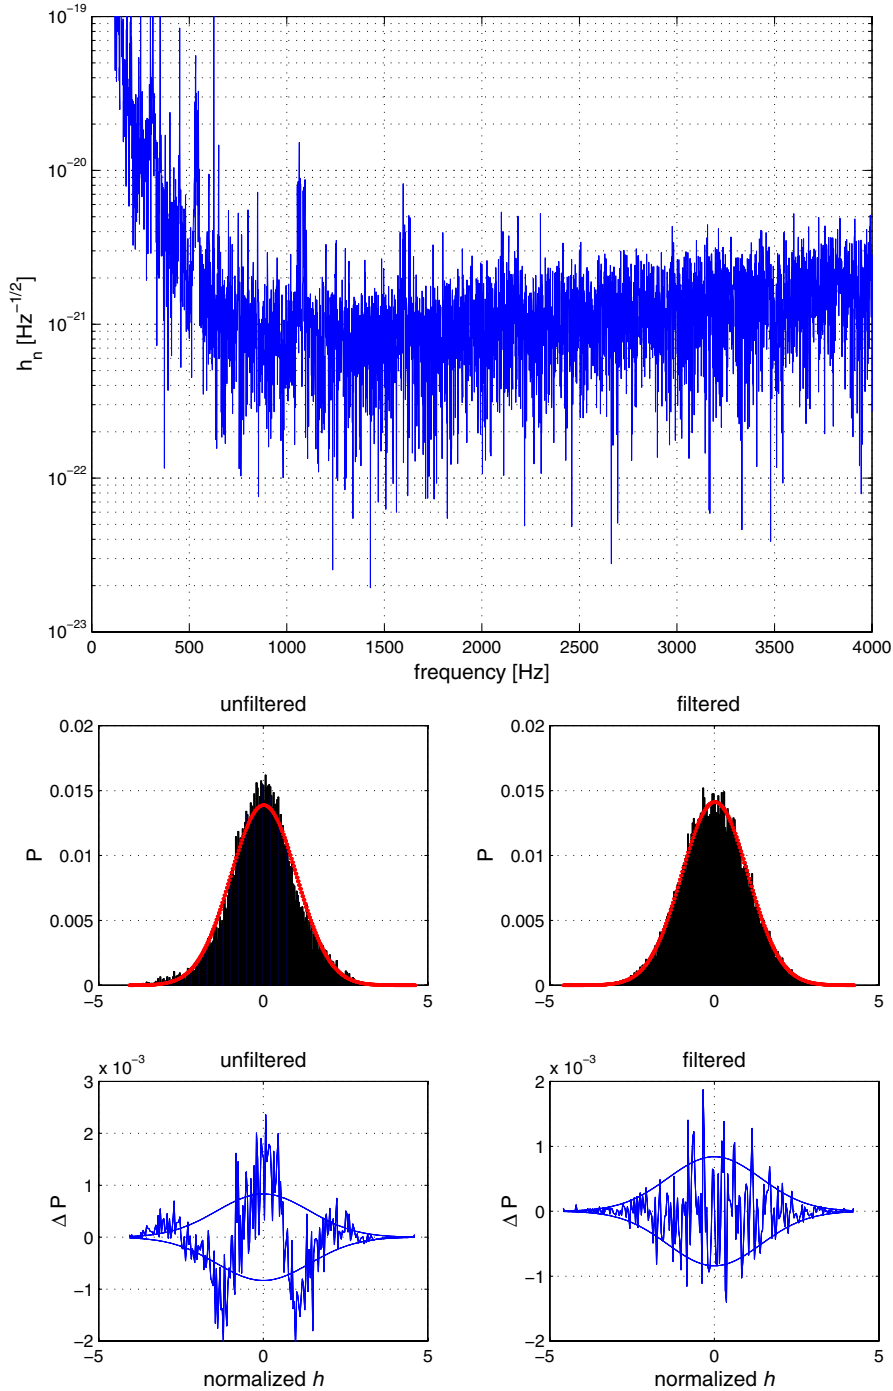 10^−19
10^−20
10^−21
10^−22
10^−23
h_n [Hz^−1/2]
0 500 1000 1500 2000 2500 3000 3500 4000
frequency [Hz]
unfiltered
0.02
0.015
0.01
0.005
0
P
−5 0 5
filtered
0.02
0.015
0.01
0.005
0
P
−5 0 5
x 10^−3
unfiltered
3
2
1
0
−1
−2
Δ P
−5 0 5
normalized h
x 10^−3
filtered
2
1
0
−1
−2
Δ P
−5 0 5
normalized h